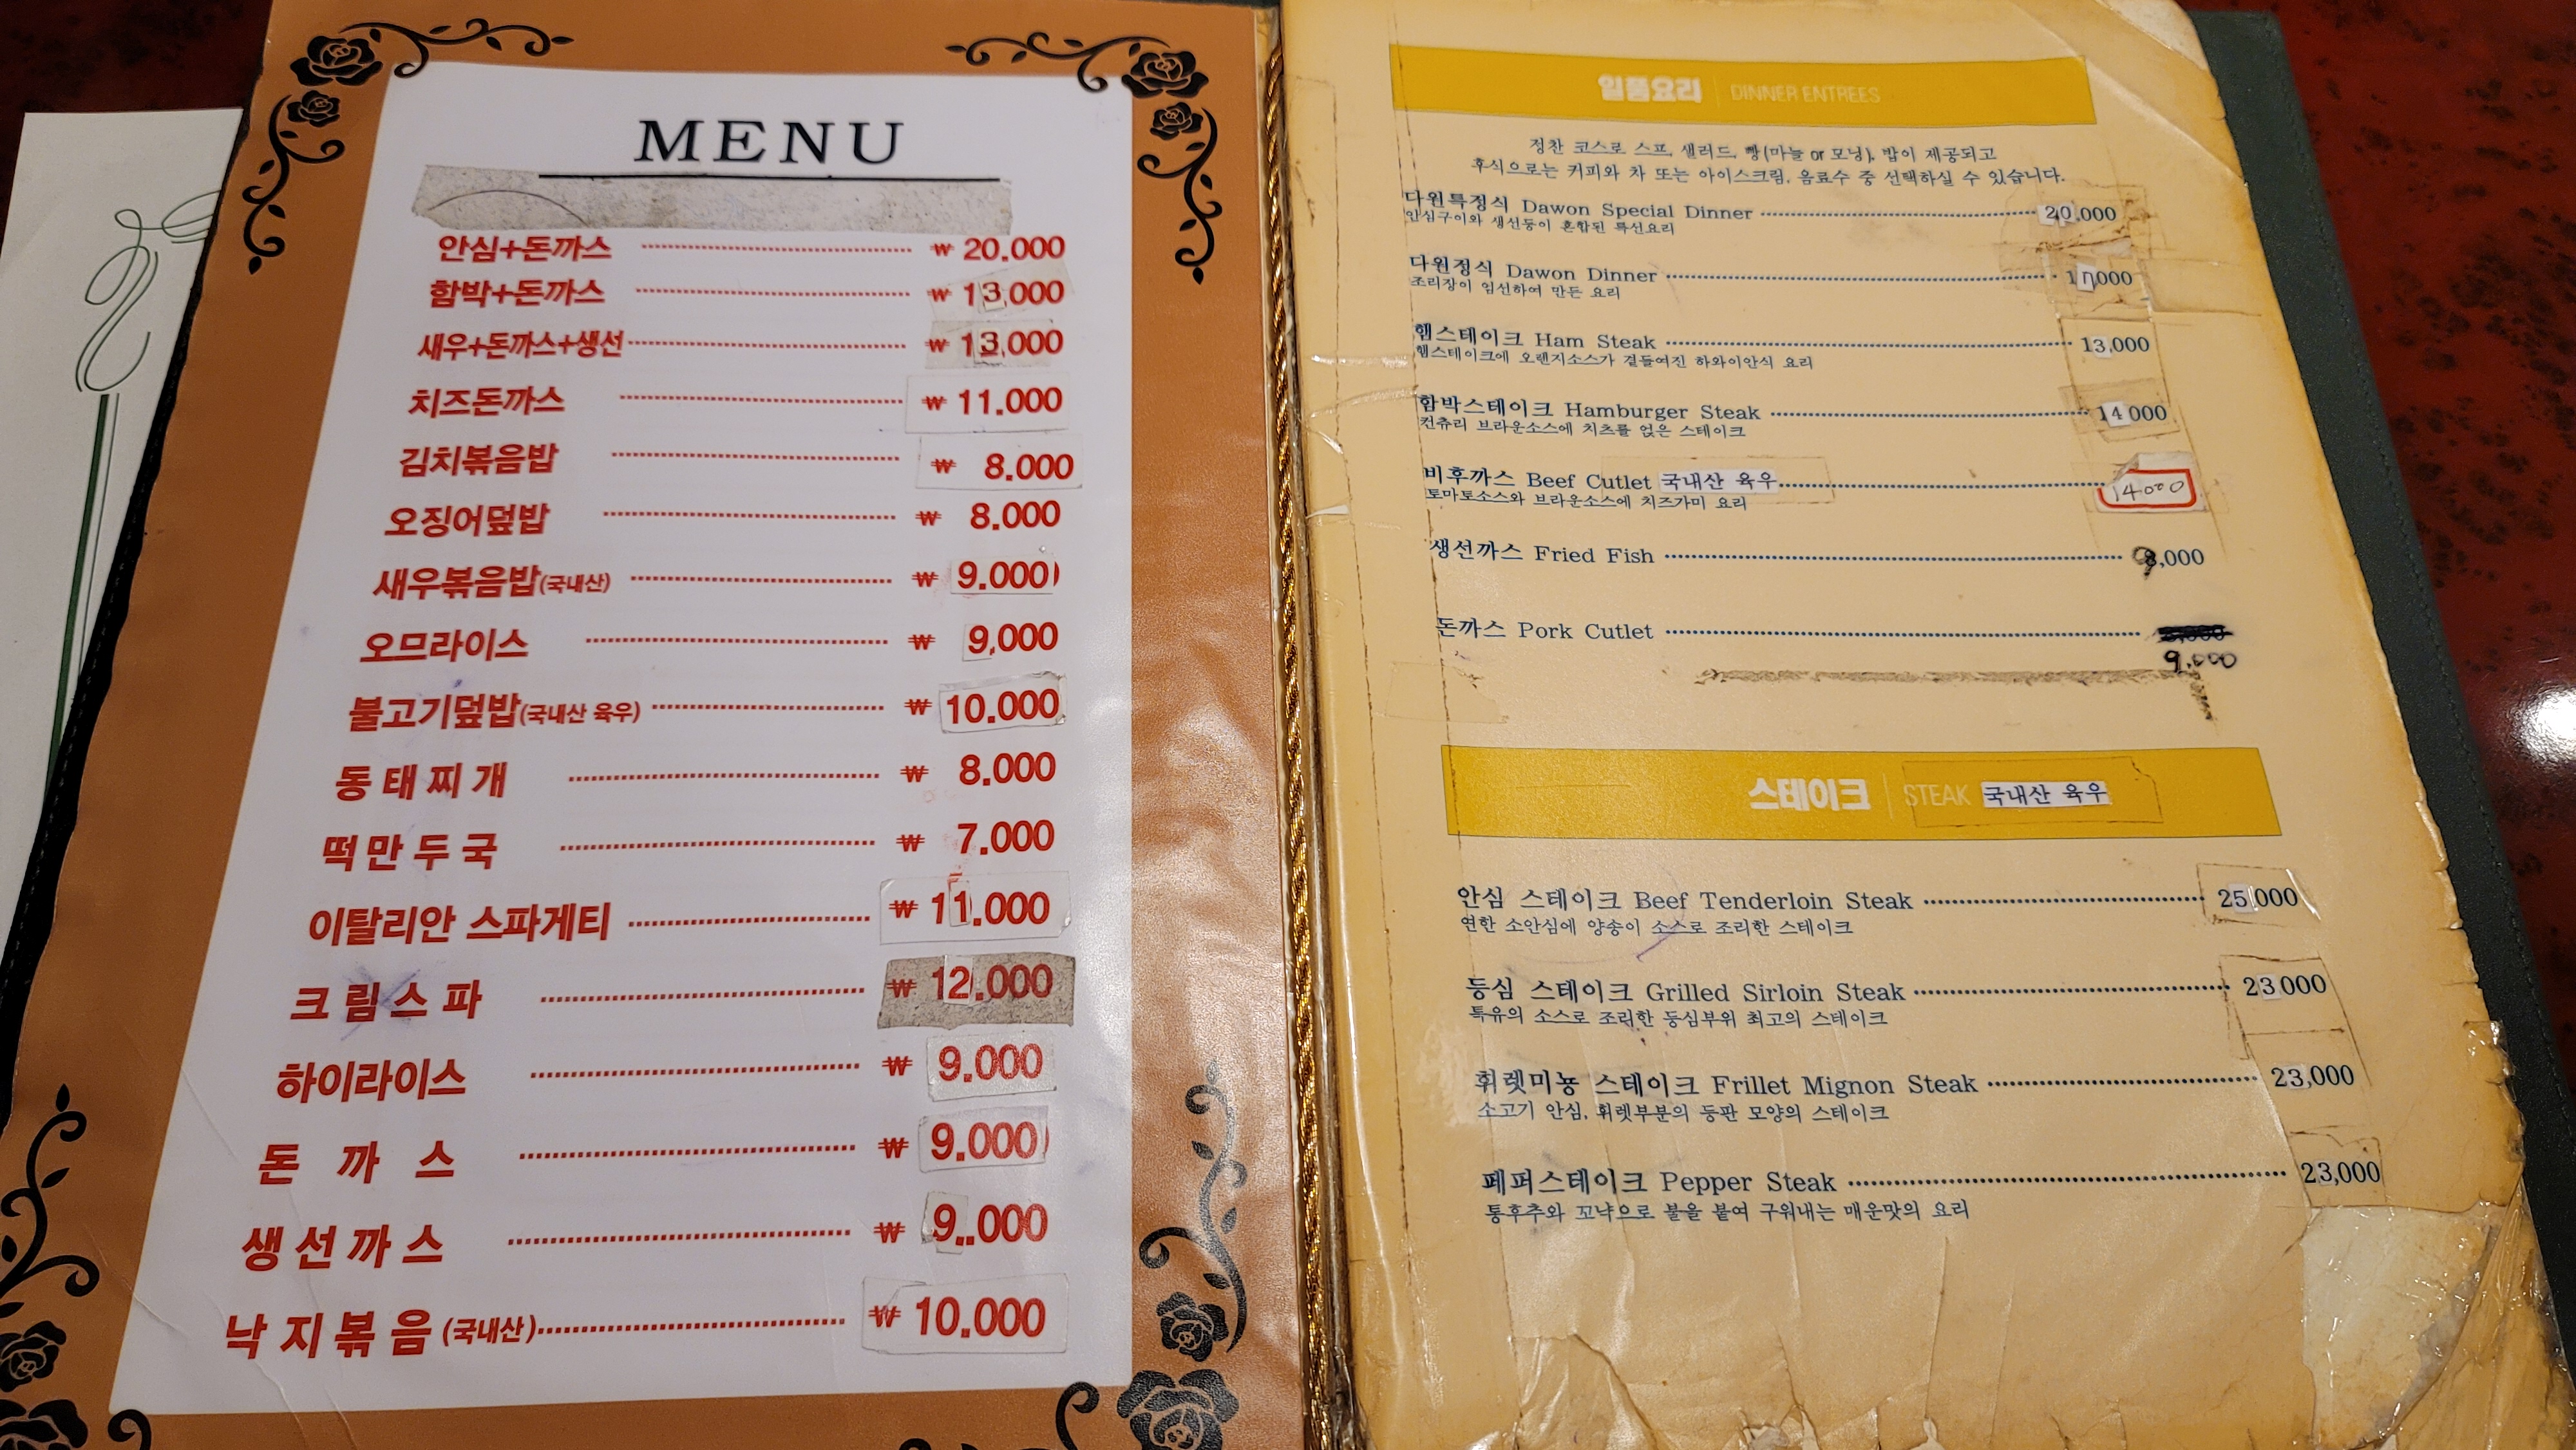 MENU
안심+돈까스 ₩ 20.000
함박+돈까스 ₩ 13,000
새우+돈까스+생선 ₩ 13,000
치즈돈까스 ₩ 11.000
김치볶음밥 ₩ 8.000
오징어덮밥 ₩ 8.000
새우볶음밥(국내산) ₩ 9.000
오므라이스 ₩ 9,000
불고기덮밥(국내산 육우) ₩ 10.000
동태찌개 ₩ 8.000
떡만두국 ₩ 7.000
이탈리안 스파게티 ₩ 11.000
크림스파 ₩ 12.000
하이라이스 ₩ 9.000
돈까스 ₩ 9.000
생선까스 ₩ 9..000
낙지볶음(국내산) ₩ 10.000
일품요리 | DINNER ENTREES
정찬 코스로 스프, 샐러드, 빵(마늘 or 모닝), 밥이 제공되고
후식으로는 커피와 차 또는 아이스크림, 음료수 중 선택하실 수 있습니다.
다원특정식 Dawon Special Dinner 20,000
안심구이와 생선등이 혼합된 특선요리
다원정식 Dawon Dinner
조리장이 엄선하여 만든 요리
햄스테이크 Ham Steak 13,000
햄스테이크에 오렌지소스가 곁들여진 하와이안식 요리
함박스테이크 Hamburger Steak 14000
컨츄리 브라운소스에 치즈를 얹은 스테이크
비후까스 Beef Cutlet 국내산 육우 14000
토마토소스와 브라운소스에 치즈가미 요리
생선까스 Fried Fish 9,000
돈까스 Pork Cutlet
9.000
스테이크 | STEAK 국내산 육우
안심 스테이크 Beef Tenderloin Steak 25,000
연한 소안심에 양송이 소스로 조리한 스테이크
등심 스테이크 Grilled Sirloin Steak 23000
특유의 소스로 조리한 등심부위 최고의 스테이크
휘렛미뇽 스테이크 Frillet Mignon Steak 23,000
소고기 안심, 휘렛부분의 등판 모양의 스테이크
페퍼스테이크 Pepper Steak 23,000
통후추와 꼬냑으로 불을 붙여 구워내는 매운맛의 요리